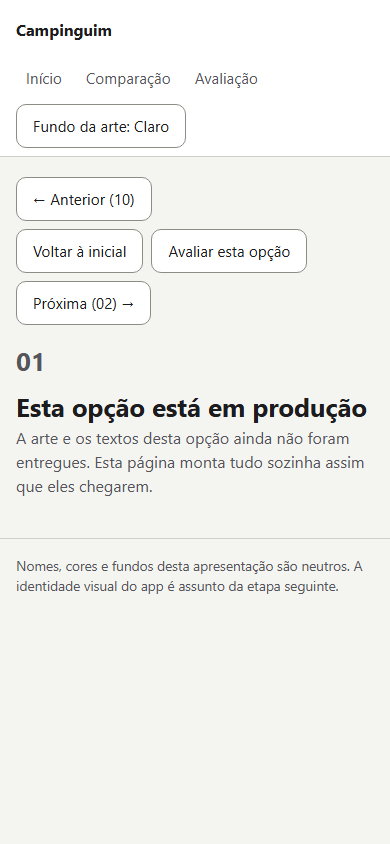 Campinguim
Início Comparação Avaliação
Fundo da arte: Claro
← Anterior (10)
Voltar à inicial Avaliar esta opção
Próxima (02) →
01
Esta opção está em produção
A arte e os textos desta opção ainda não foram
entregues. Esta página monta tudo sozinha assim
que eles chegarem.
Nomes, cores e fundos desta apresentação são neutros. A
identidade visual do app é assunto da etapa seguinte.